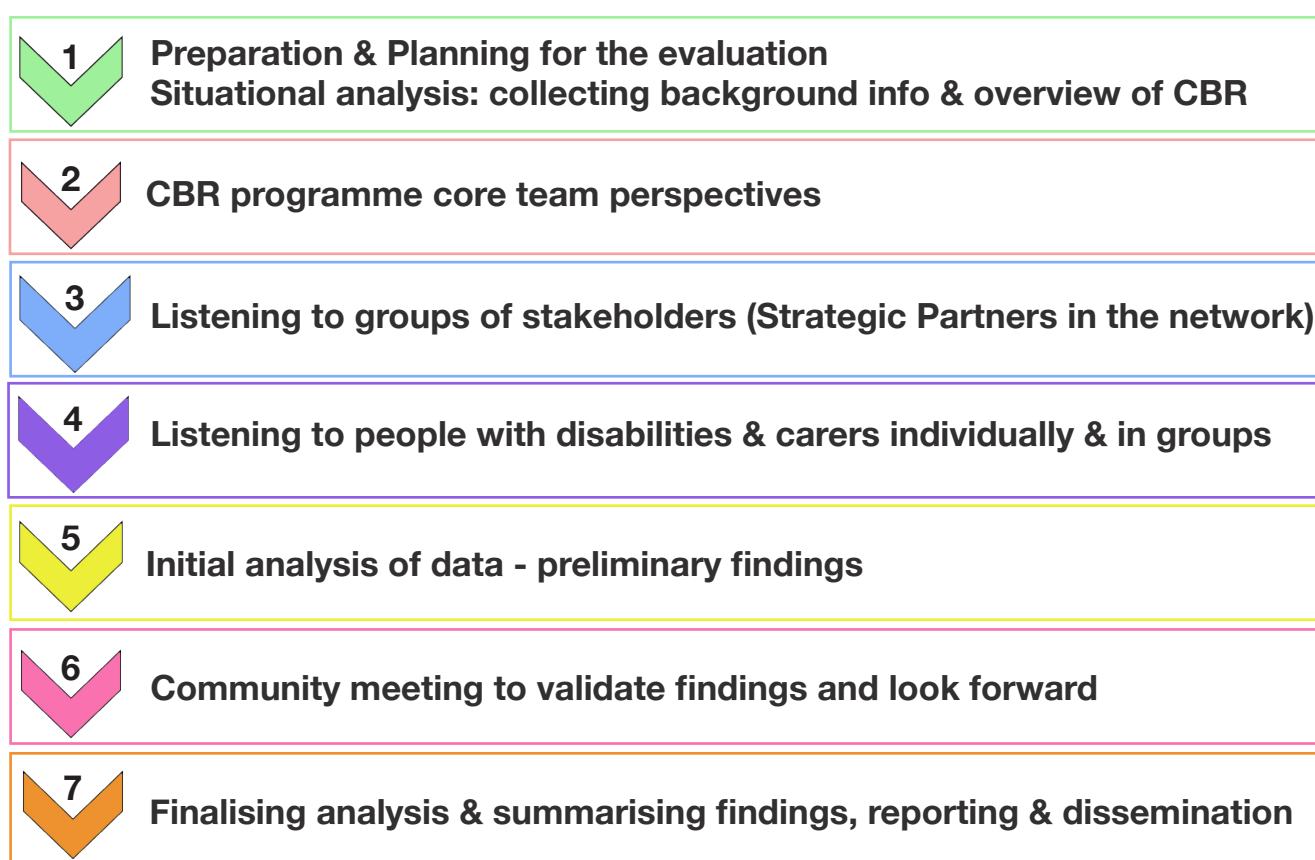 1
Preparation & Planning for the evaluation
Situational analysis: collecting background info & overview of CBR
2
CBR programme core team perspectives
3
Listening to groups of stakeholders (Strategic Partners in the network)
4
Listening to people with disabilities & carers individually & in groups
5
Initial analysis of data - preliminary findings
6
Community meeting to validate findings and look forward
7
Finalising analysis & summarising findings, reporting & dissemination